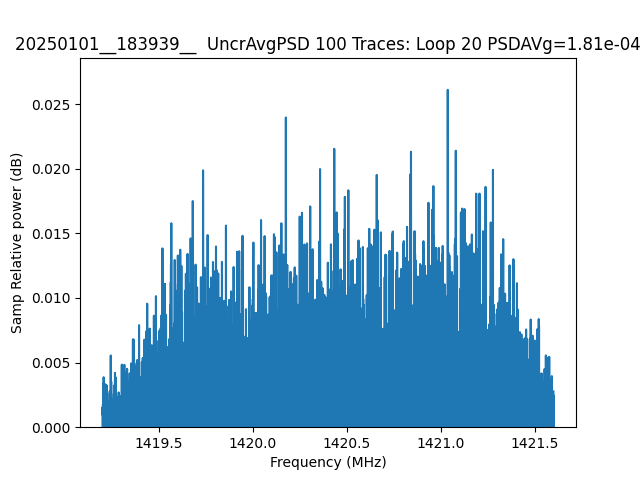 20250101__183939__ UncrAvgPSD 100 Traces: Loop 20 PSDAVg=1.81e-04
0.025
0.020
0.015
0.010
0.005
0.000
Samp Relative power (dB)
1419.5 1420.0 1420.5 1421.0 1421.5
Frequency (MHz)